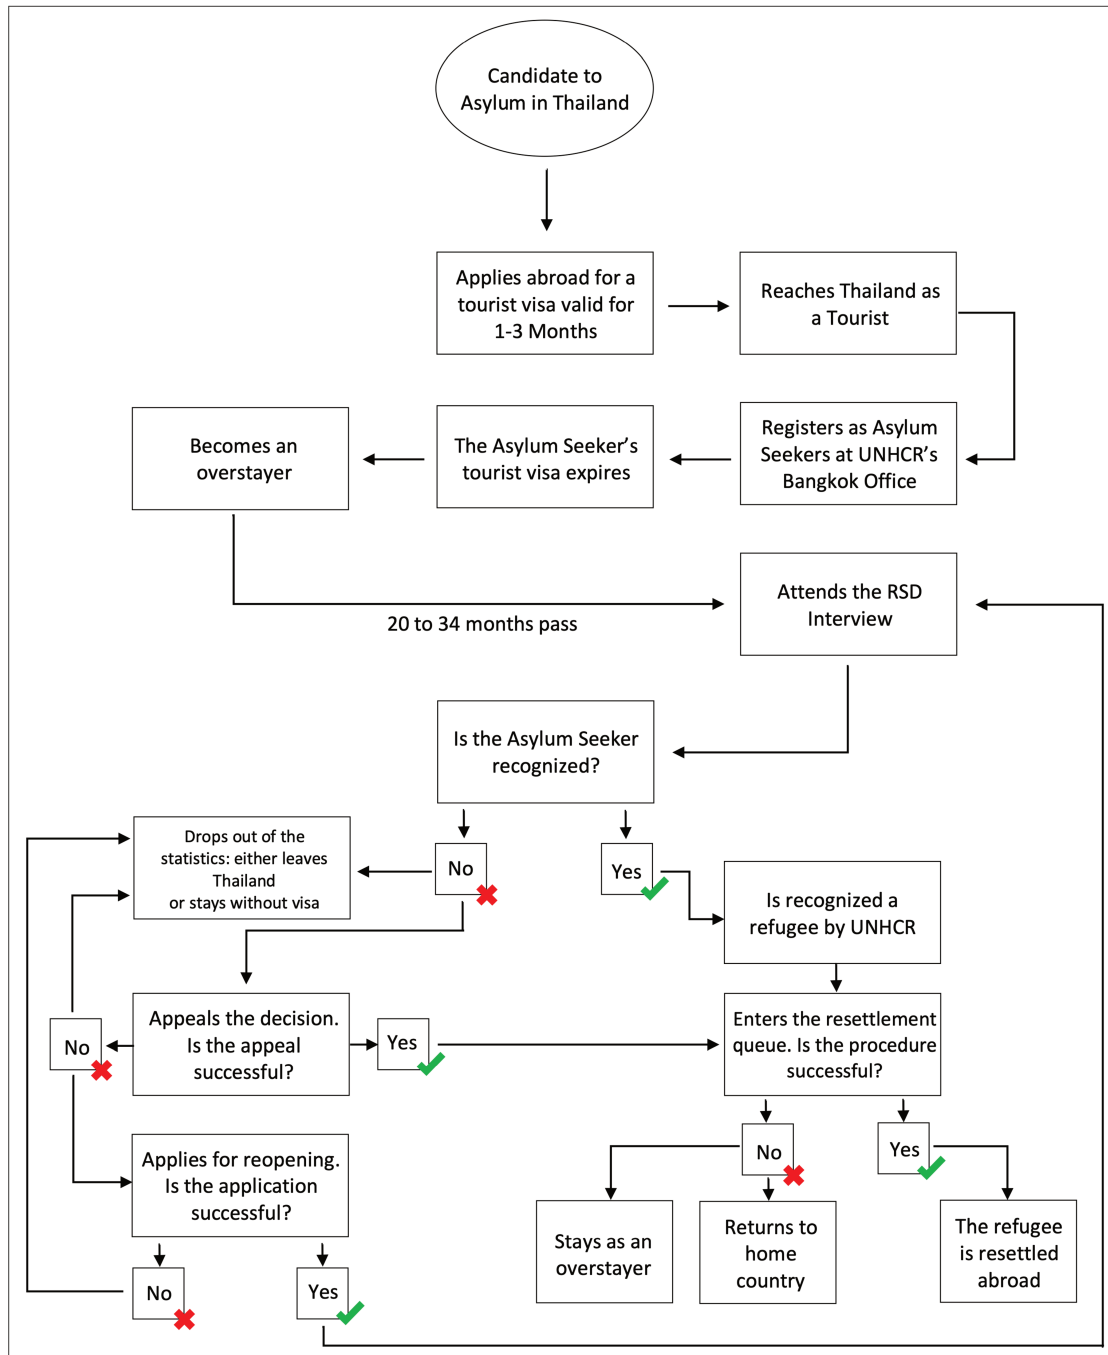 Candidate to
Asylum in Thailand
Applies abroad for a
tourist visa valid for
1-3 Months
Reaches Thailand as
a Tourist
Becomes an
overstayer
The Asylum Seeker's
tourist visa expires
Registers as Asylum
Seekers at UNHCR's
Bangkok Office
20 to 34 months pass
Attends the RSD
Interview
Is the Asylum Seeker
recognized?
Drops out of the
statistics: either leaves
Thailand
or stays without visa
No
Yes
Is recognized a
refugee by UNHCR
No
Appeals the decision.
Is the appeal
successful?
Yes
Enters the resettlement
queue. Is the procedure
successful?
No
Yes
Applies for reopening.
Is the application
successful?
Stays as an
overstayer
Returns to
home
country
The refugee
is resettled
abroad
No
Yes